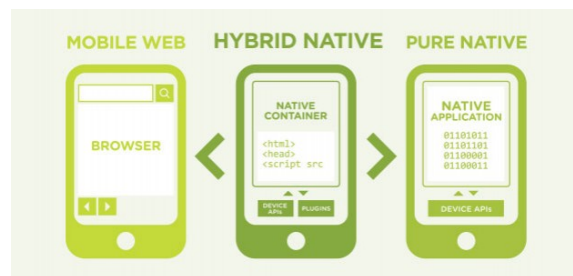 MOBILE WEB
HYBRID NATIVE
PURE NATIVE
BROWSER
NATIVE
CONTAINER
<html>
<head>
<script src
DEVICE
APIs
PLUGINS
NATIVE
APPLICATION
01101011
01101101
01100001
01100011
DEVICE APIs